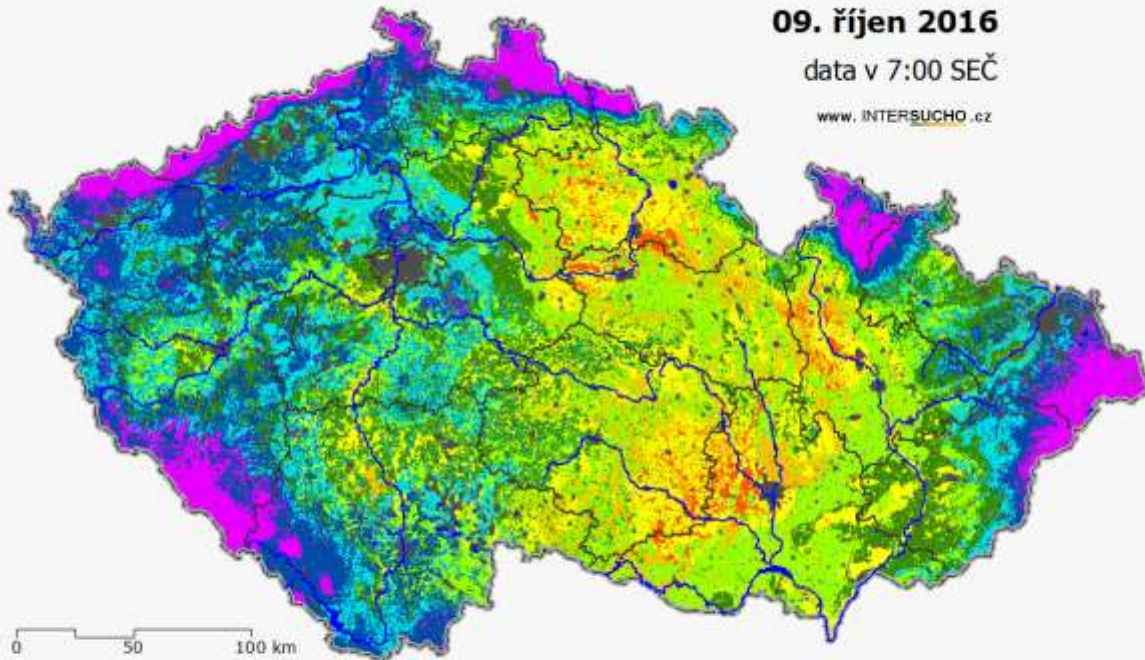 09. říjen 2016
data v 7:00 SEČ
www. INTERSUCHO .cz
0 50 100 km